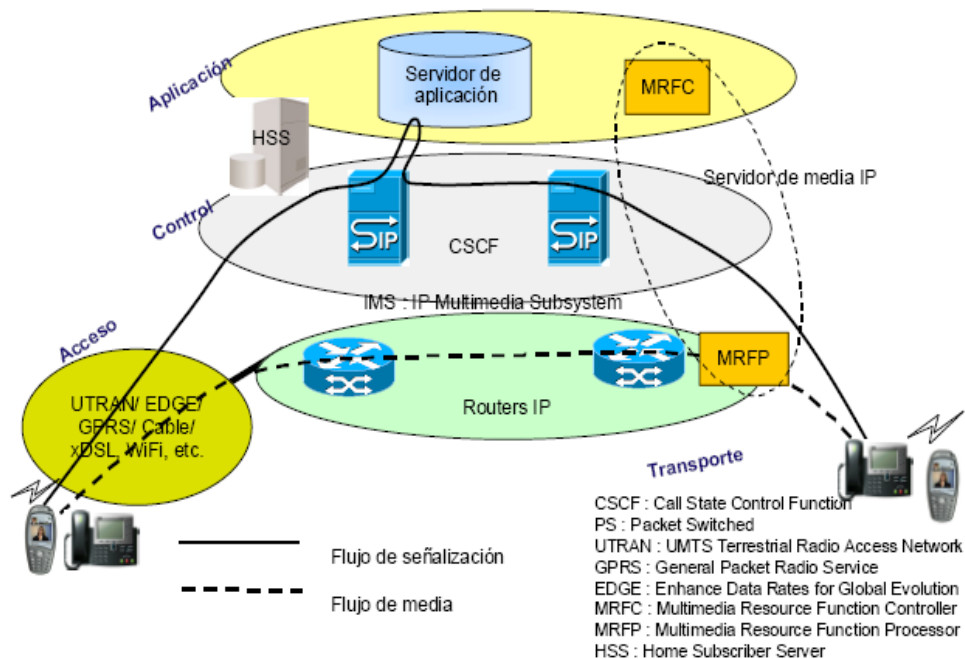 Aplicación
Servidor de
aplicación
MRFC
HSS
Servidor de media IP
Control
SIP
SIP
CSCF
IMS : IP Multimedia Subsystem
Acceso
MRFP
UTRAN/ EDGE/
GPRS/ Cable/
xDSL, WiFi, etc.
Routers IP
Transporte
Flujo de señalización
Flujo de media
CSCF : Call State Control Function
PS : Packet Switched
UTRAN : UMTS Terrestrial Radio Access Network
GPRS : General Packet Radio Service
EDGE : Enhance Data Rates for Global Evolution
MRFC : Multimedia Resource Function Controller
MRFP : Multimedia Resource Function Processor
HSS : Home Subscriber Server